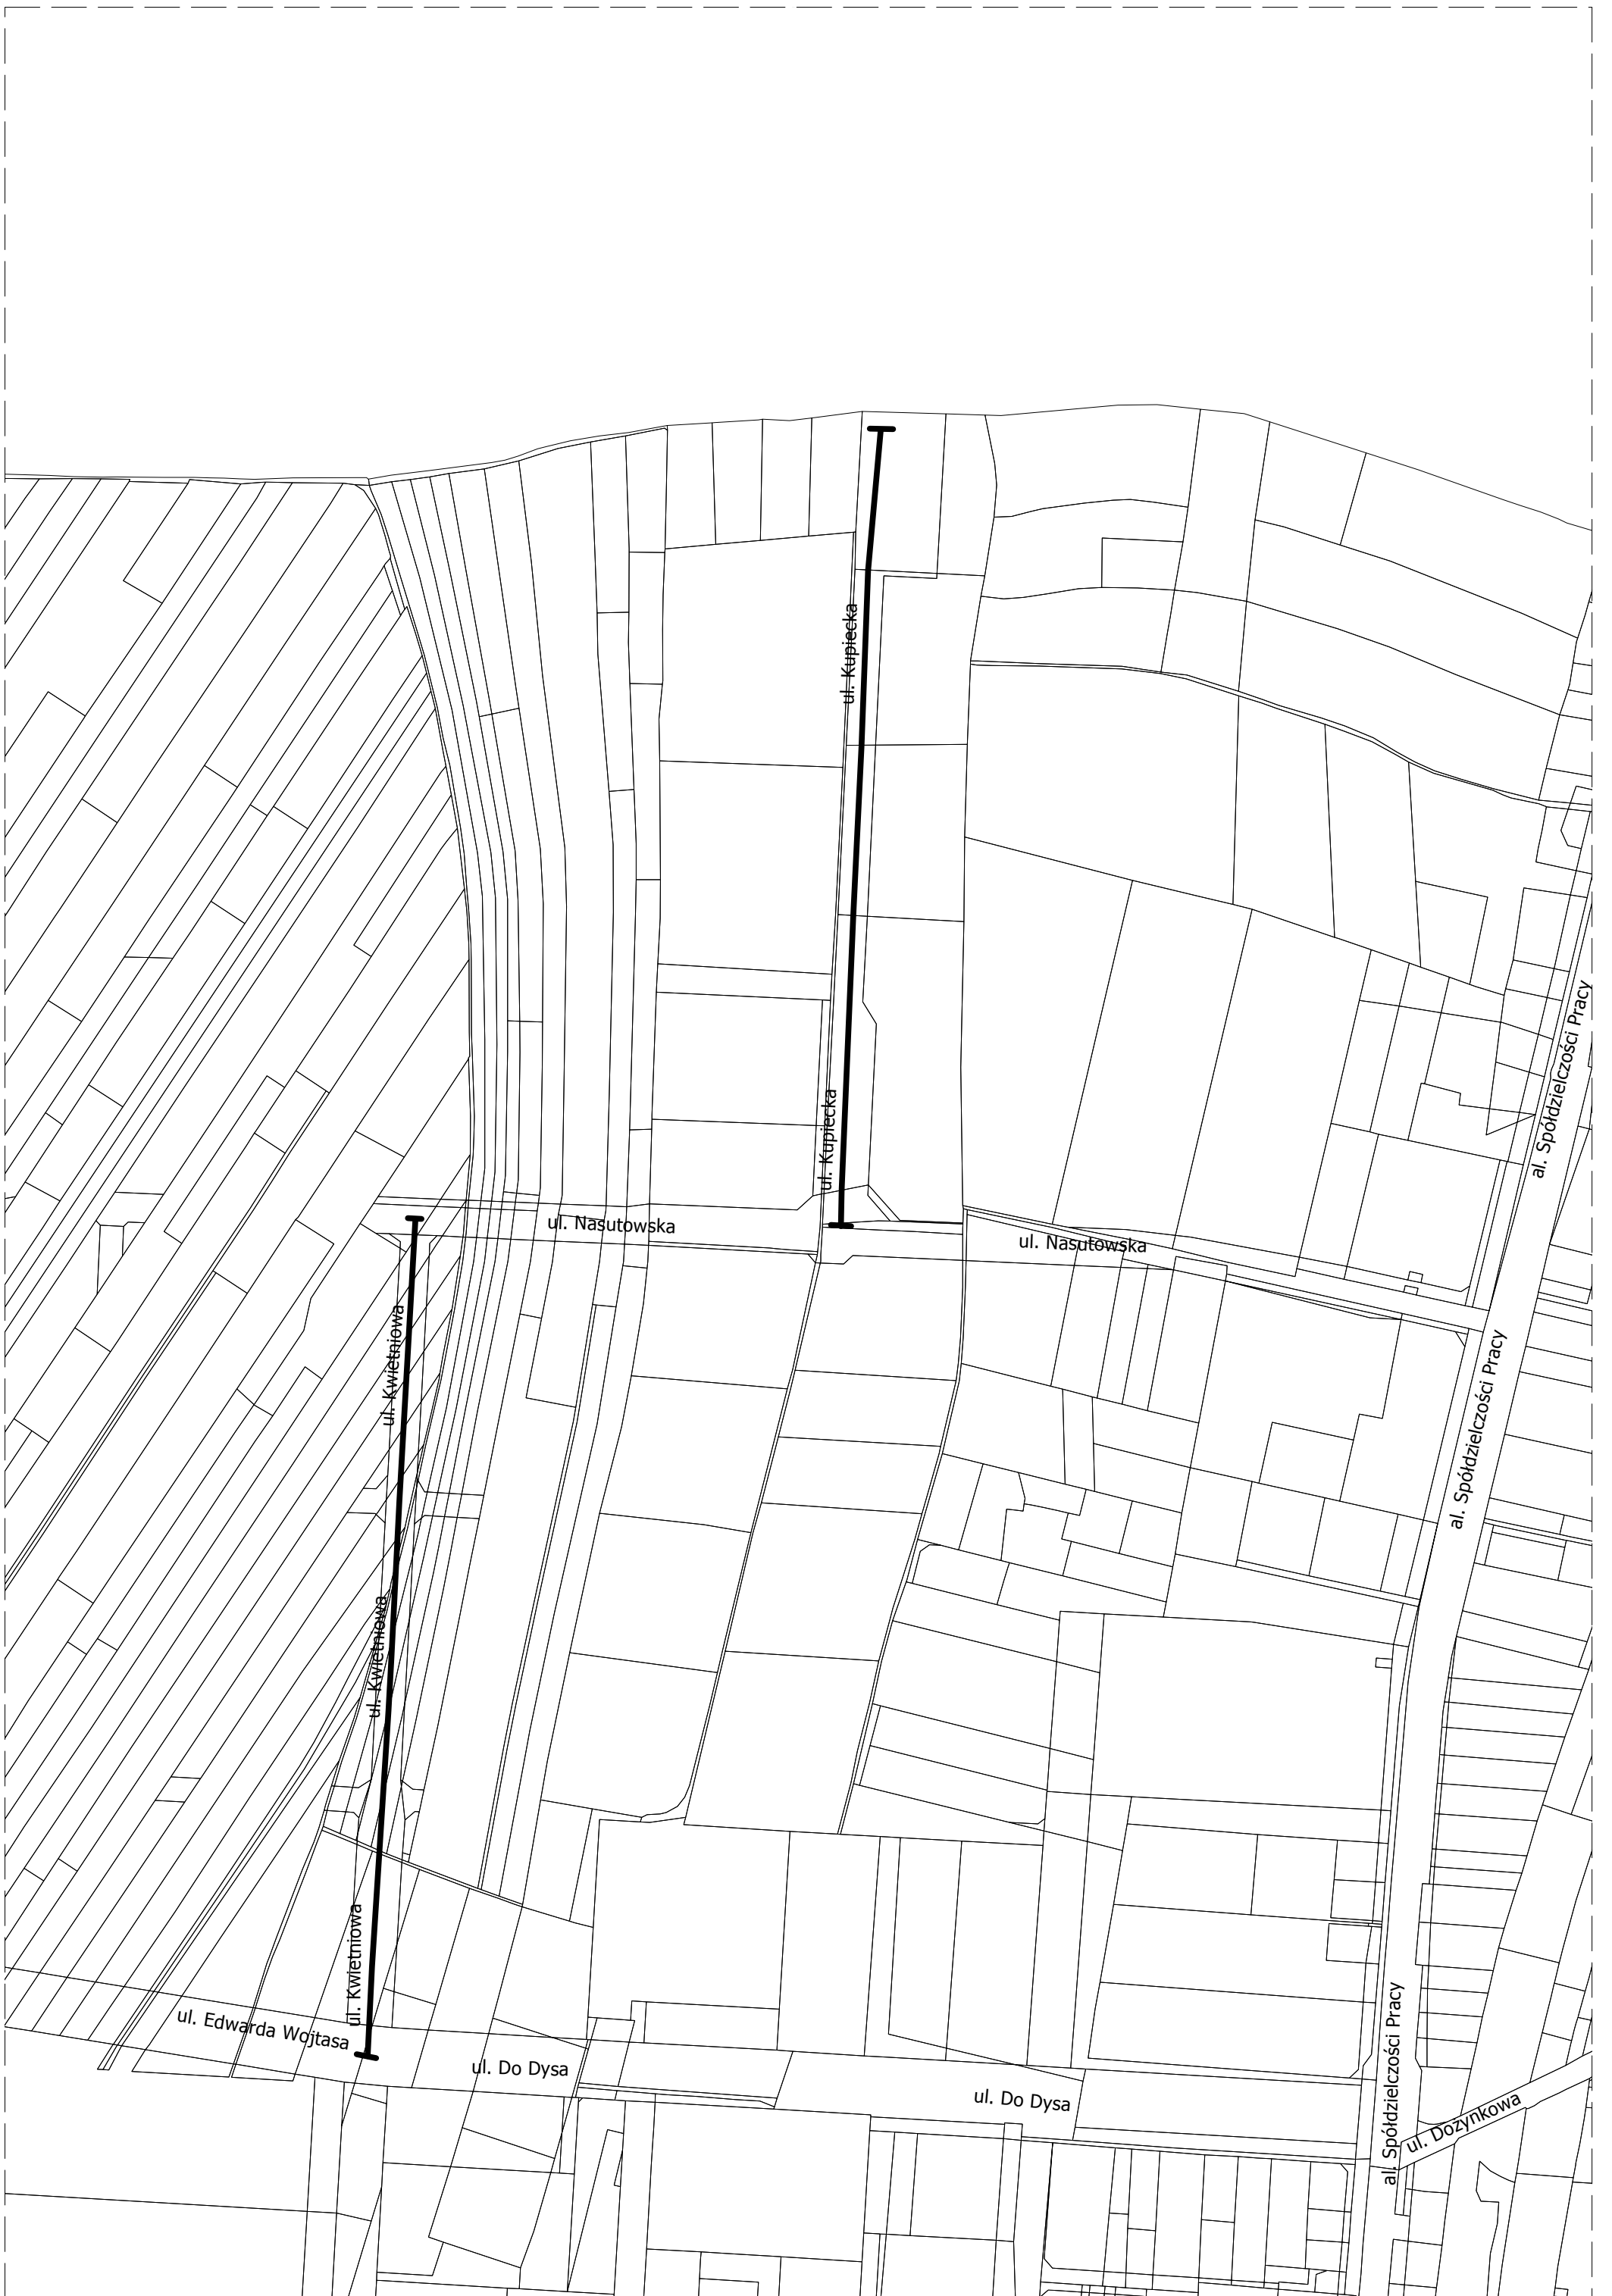 ul. Kupiecka
al. Spółdzielczości Pracy
ul. Kupiecka
ul. Nasutowska
ul. Nasutowska
ul. Kwietniowa
al. Spółdzielczości Pracy
ul. Kwietniowa
ul. Kwietniowa
ul. Edwarda Wojtasa
ul. Do Dysa
ul. Do Dysa
al. Spółdzielczości Pracy
ul. Dożynkowa